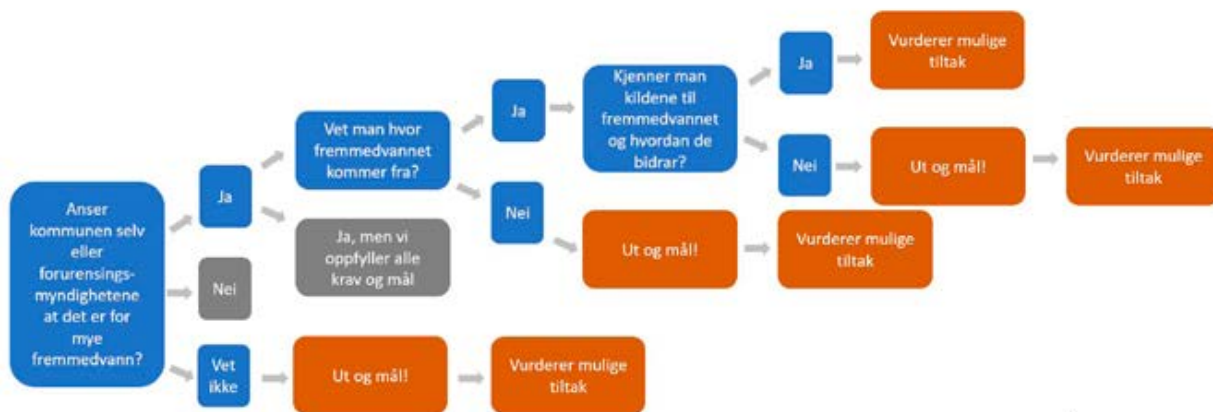 Anser
kommunen selv
eller
forurensings-
myndighetene
at det er for
mye
fremmedvann?
Ja
Nei
Vet
ikke
Vet man hvor
fremmedvannet
kommer fra?
Ja, men vi
oppfyller alle
krav og mål
Ut og mål!
Vurderer mulige
tiltak
Ja
Nei
Kjenner man
kildene til
fremmedvannet
og hvordan de
bidrar?
Ut og mål!
Vurderer mulige
tiltak
Ja
Nei
Vurderer mulige
tiltak
Ut og mål!
Vurderer mulige
tiltak